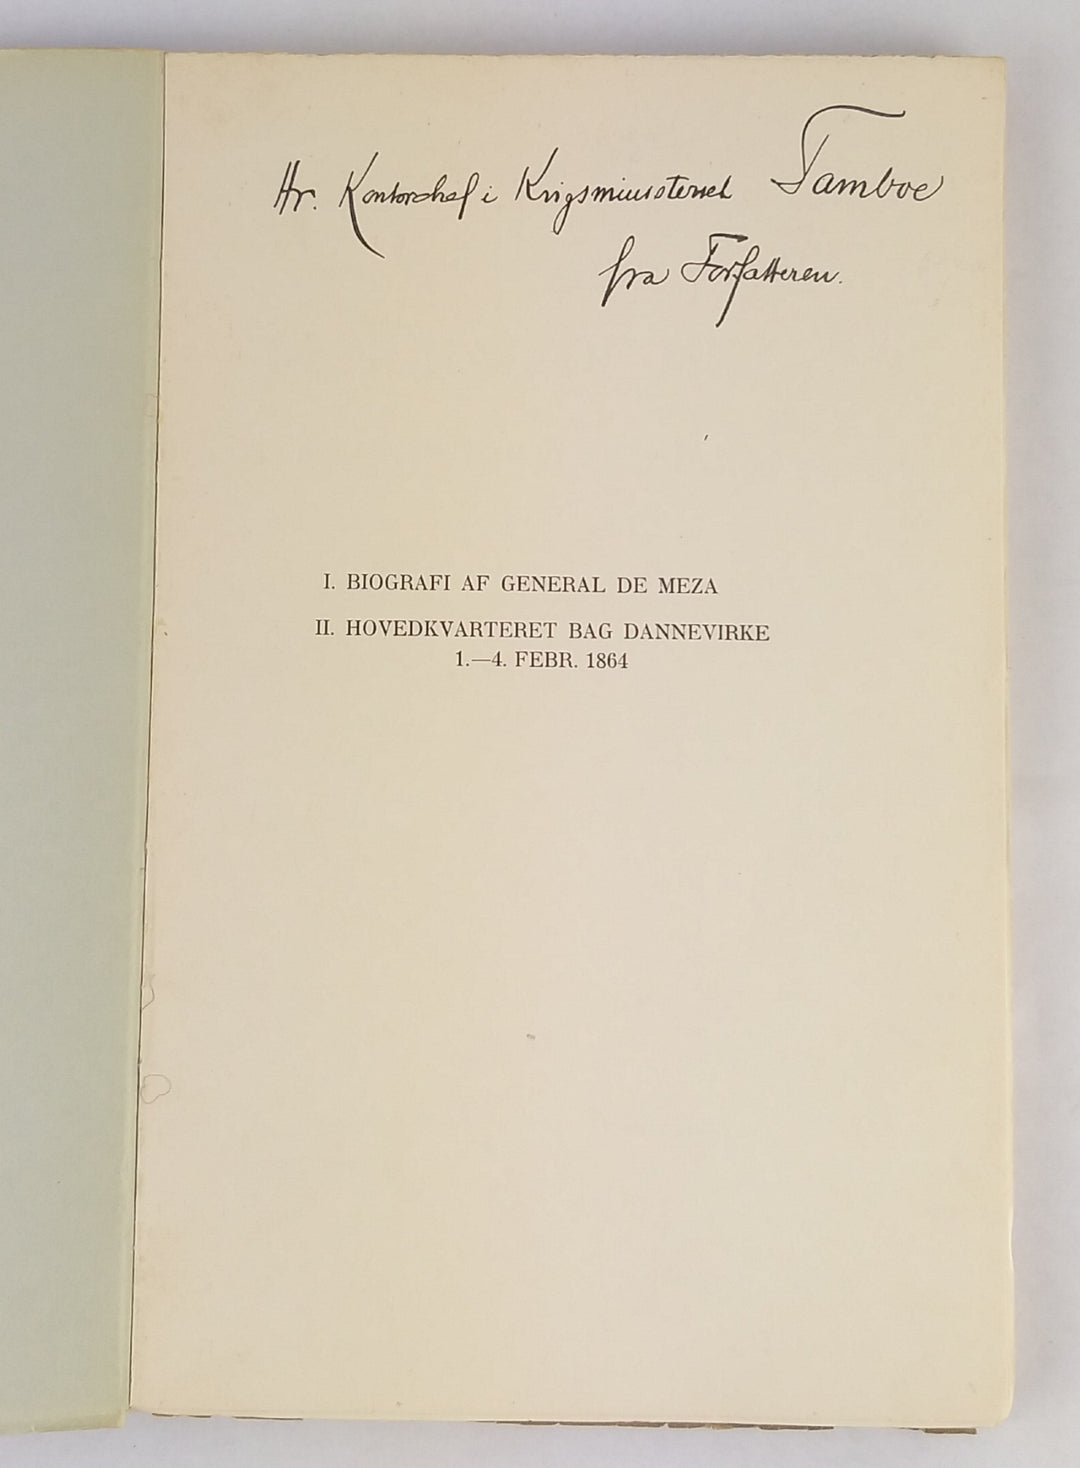 Hr. Kontorchef i Krigsministeriet Tamboe
fra Forfatteren.
I. BIOGRAFI AF GENERAL DE MEZA
II. HOVEDKVARTERET BAG DANNEVIRKE
1.—4. FEBR. 1864